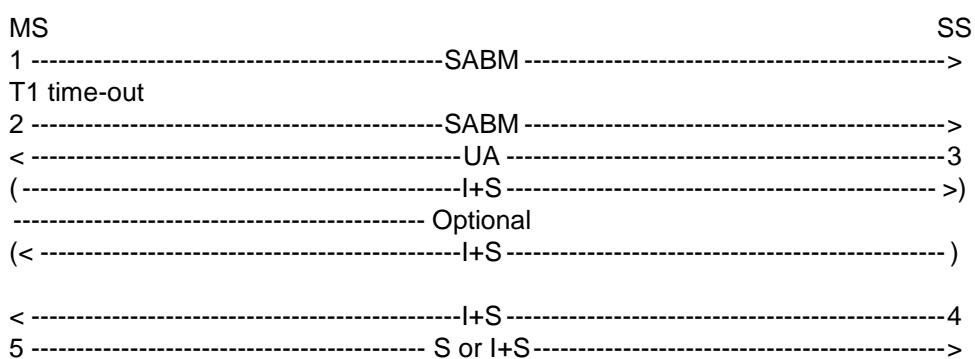 MS SS
1 ----------------------------------------------SABM -----------------------------------------------> 
T1 time-out
2 ----------------------------------------------SABM ----------------------------------------------->
< ------------------------------------------------UA -------------------------------------------------3
( -------------------------------------------------I+S ------------------------------------------------ >)
---------------------------------------------- Optional
(< -----------------------------------------------I+S ------------------------------------------------- )
< ------------------------------------------------I+S -------------------------------------------------4
5 -------------------------------------------- S or I+S----------------------------------------------->